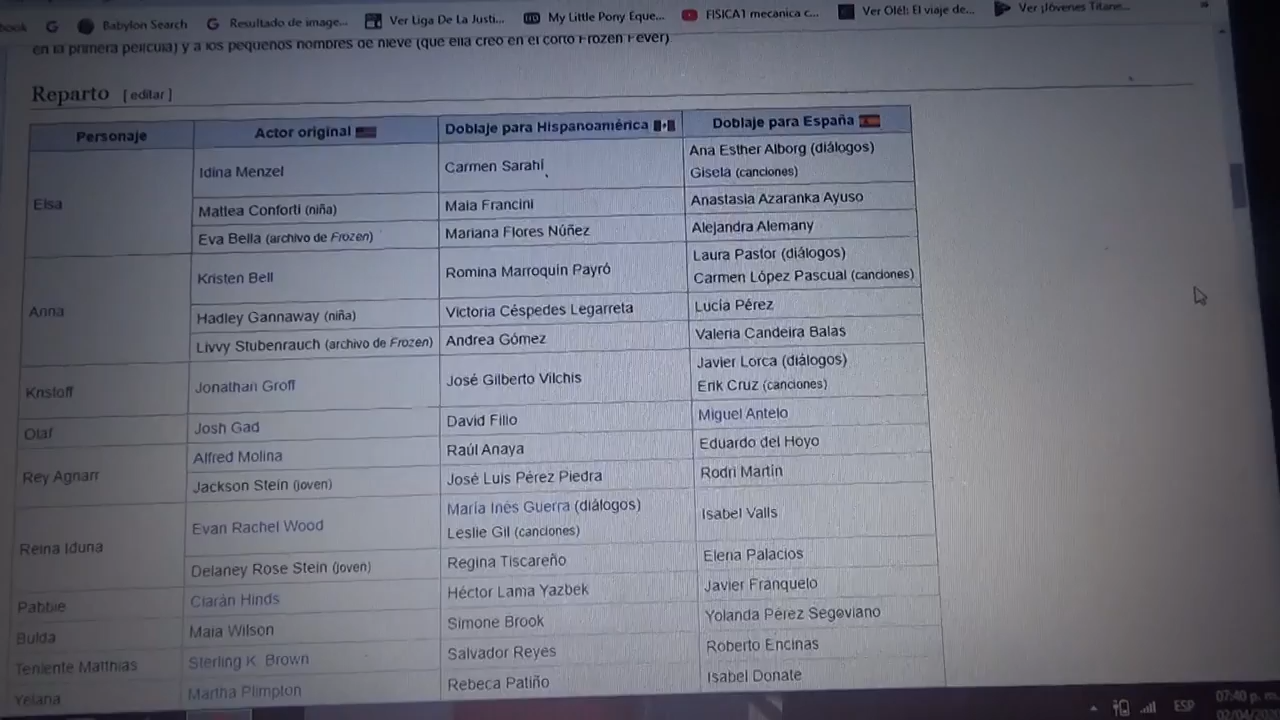 book
Babylon Search
Resultado de image...
Ver Liga De La Justi...
My Little Pony Eque...
FISICA1 mecanica c...
Ver Olé!: El viaje de...
Ver ¡Jóvenes Titane...
»
en la primera película) y a los pequeños hombres de nieve (que ella creó en el corto Frozen Fever)
Reparto [ editar ]
Personaje Actor original Doblaje para Hispanoamérica Doblaje para España
Elsa
Idina Menzel Carmen Sarahí Ana Esther Alborg (diálogos)
Gisela (canciones)
Mattea Conforti (niña) Maia Francini Anastasia Azaranka Ayuso
Eva Bella (archivo de Frozen) Mariana Flores Núñez Alejandra Alemany
Anna
Kristen Bell Romina Marroquín Payró Laura Pastor (diálogos)
Carmen López Pascual (canciones)
Hadley Gannaway (niña) Victoria Céspedes Legarreta Lucía Pérez
Livvy Stubenrauch (archivo de Frozen) Andrea Gómez Valeria Candeira Balas
Kristoff Jonathan Groff José Gilberto Vilchis Javier Lorca (diálogos)
Erik Cruz (canciones)
Olaf Josh Gad David Filio Miguel Antelo
Rey Agnarr
Alfred Molina Raúl Anaya Eduardo del Hoyo
Jackson Stein (joven) José Luis Pérez Piedra Rodri Martín
Reina Iduna
Evan Rachel Wood María Inés Guerra (diálogos) Isabel Valls
Leslie Gil (canciones)
Delaney Rose Stein (joven) Regina Tiscareño Elena Palacios
Pabbie Ciarán Hinds Héctor Lama Yazbek Javier Franquelo
Bulda Maia Wilson Simone Brook Yolanda Pérez Segoviano
Teniente Matthias Sterling K. Brown Salvador Reyes Roberto Encinas
Yelana Martha Plimpton Rebeca Patiño Isabel Donate
ESP
07:40 p. m.